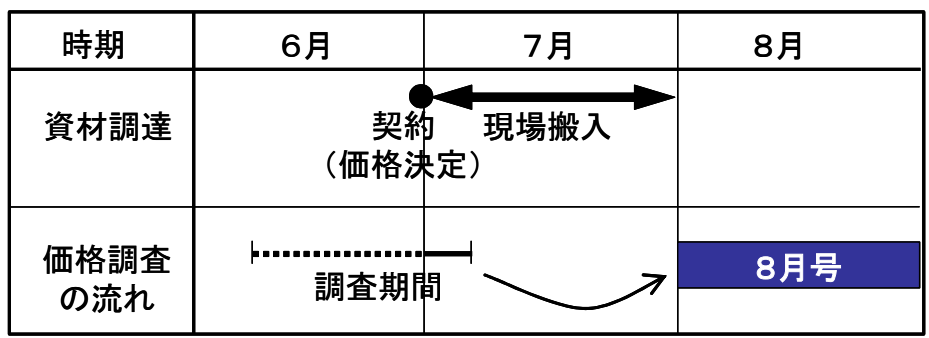 時期 6月 7月 8月
資材調達
契約 現場搬入
（価格決定）
価格調査
の流れ
調査期間
8月号